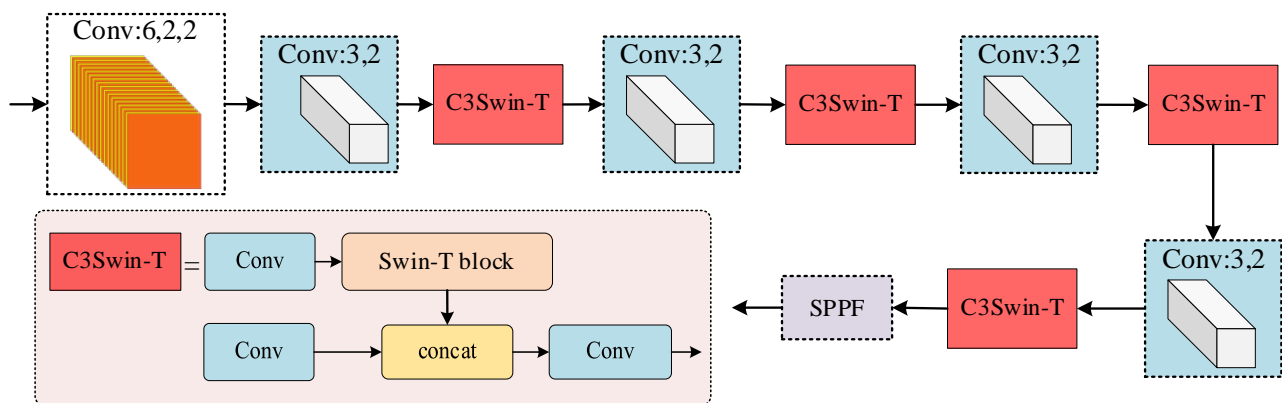 Conv:6,2,2
Conv:3,2
C3Swin-T
Conv:3,2
C3Swin-T
Conv:3,2
C3Swin-T
Conv:3,2
C3Swin-T
SPPF
C3Swin-T = Conv Swin-T block
Conv concat Conv